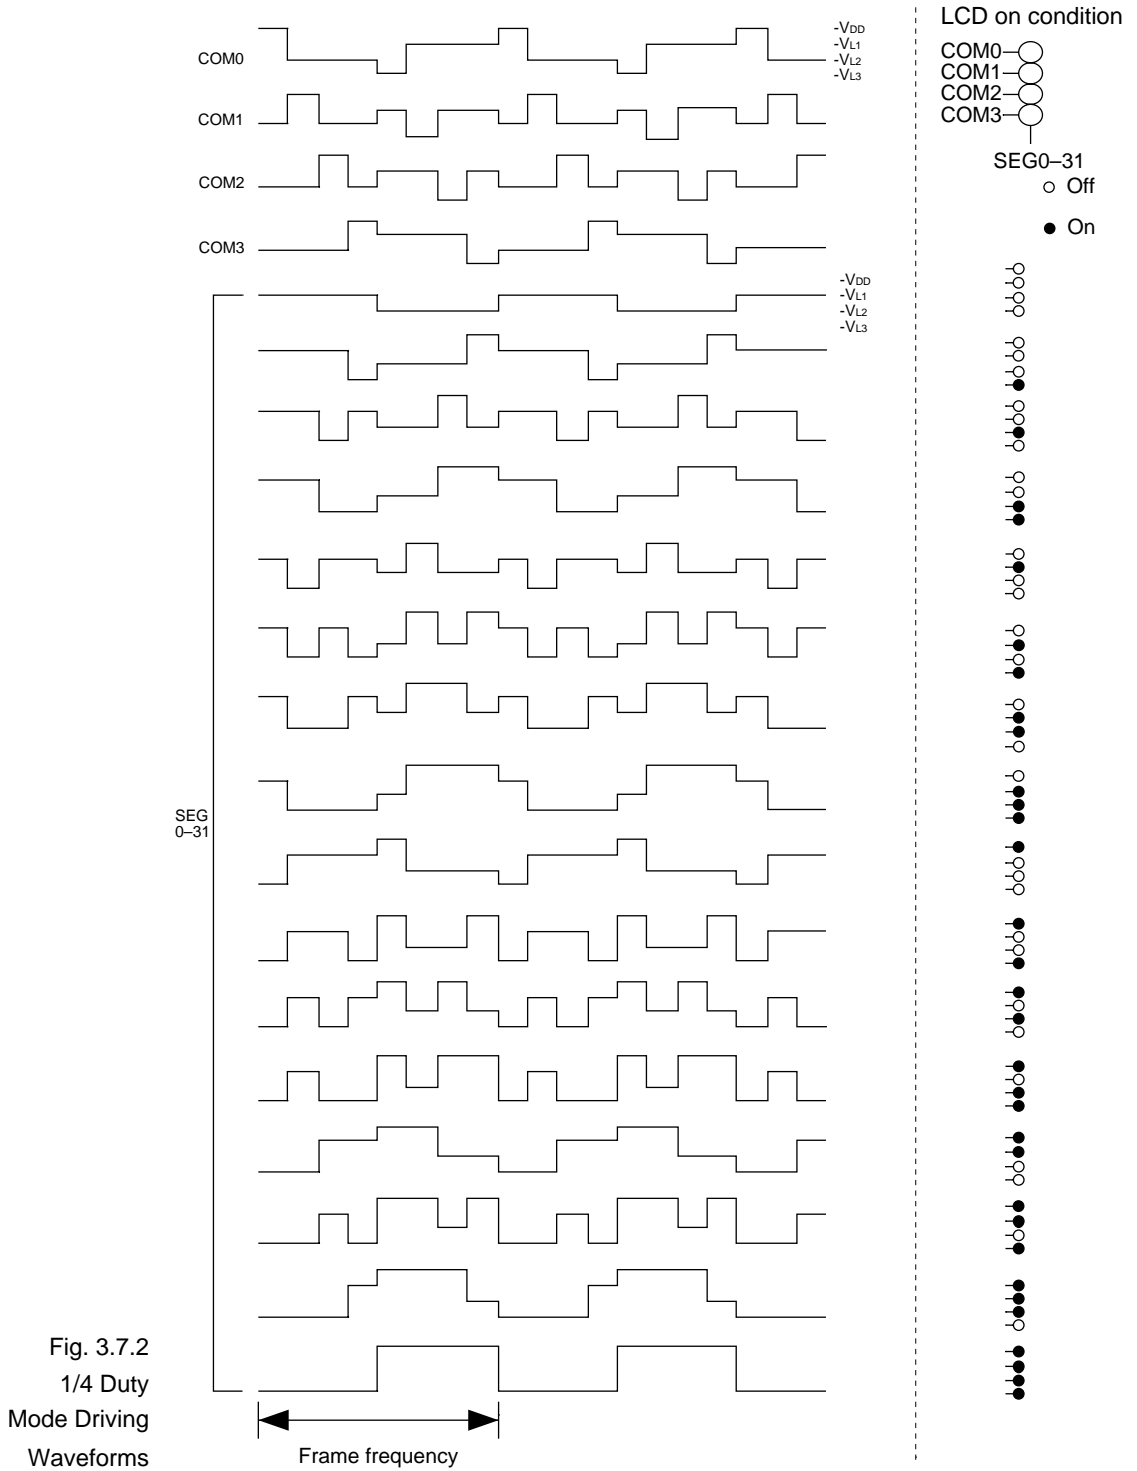 LCD on condition
-VDD
-VL1
-VL2
-VL3
COM0
COM0
COM1
COM2
COM3
COM1
SEG0–31
COM2
Off
On
COM3
-VDD
-VL1
-VL2
-VL3
SEG
0–31
Fig. 3.7.2
1/4 Duty
Mode Driving
Waveforms
Frame frequency